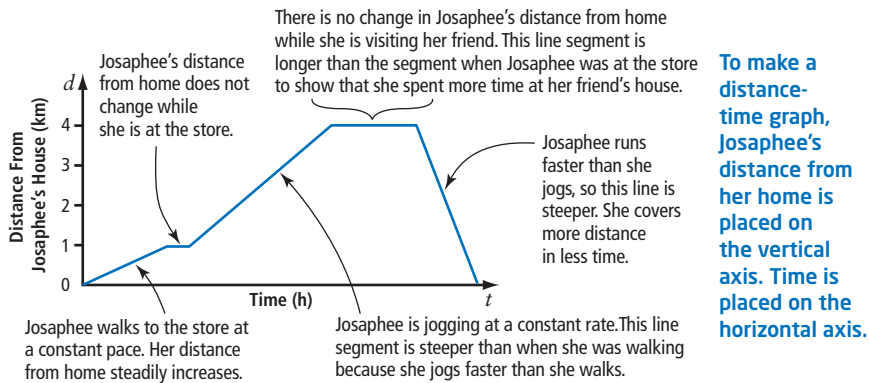 There is no change in Josaphee's distance from home
while she is visiting her friend. This line segment is
longer than the segment when Josaphee was at the store
to show that she spent more time at her friend's house.
Josaphee's distance
from home does not
change while
she is at the store.
d
Distance From
Josaphee's House (km)
4
3
2
1
0
Time (h)
t
Josaphee runs
faster than she
jogs, so this line is
steeper. She covers
more distance
in less time.
Josaphee walks to the store at
a constant pace. Her distance
from home steadily increases.
Josaphee is jogging at a constant rate.This line
segment is steeper than when she was walking
because she jogs faster than she walks.
To make a
distance-
time graph,
Josaphee's
distance from
her home is
placed on
the vertical
axis. Time is
placed on the
horizontal axis.